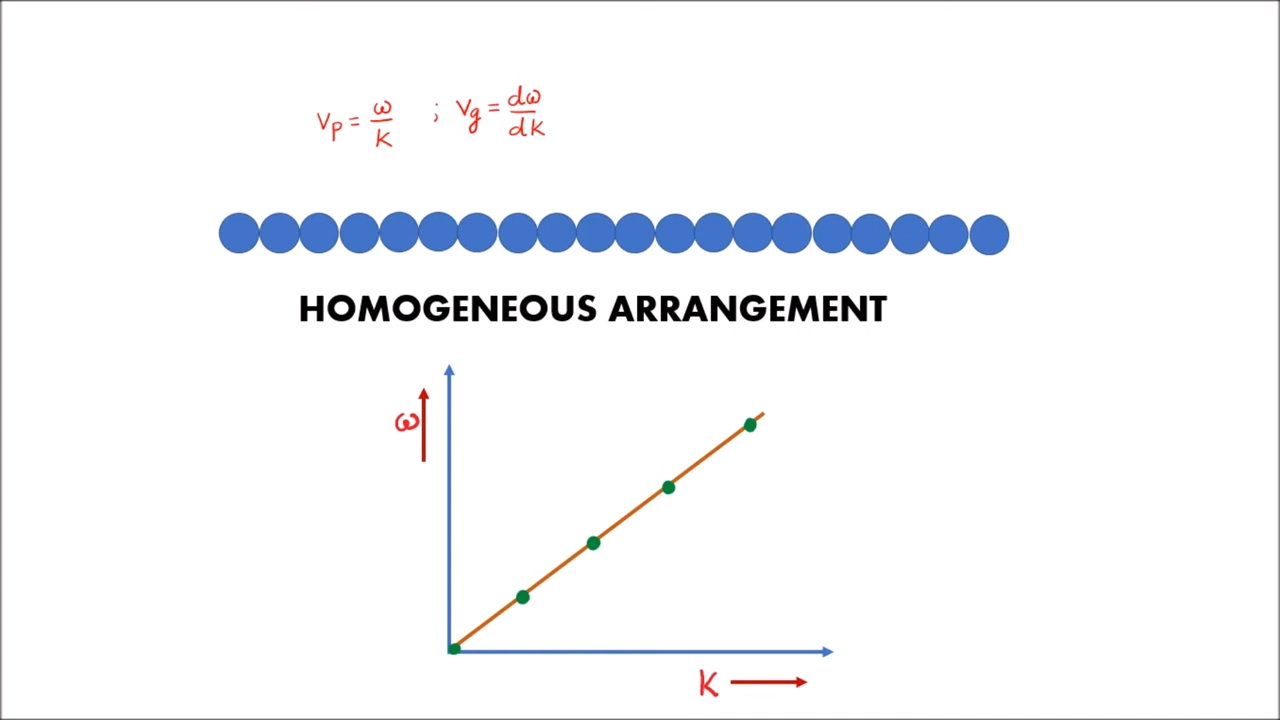 Vp = ω/k ; Vg = dω/dk
HOMOGENEOUS ARRANGEMENT
ω
k